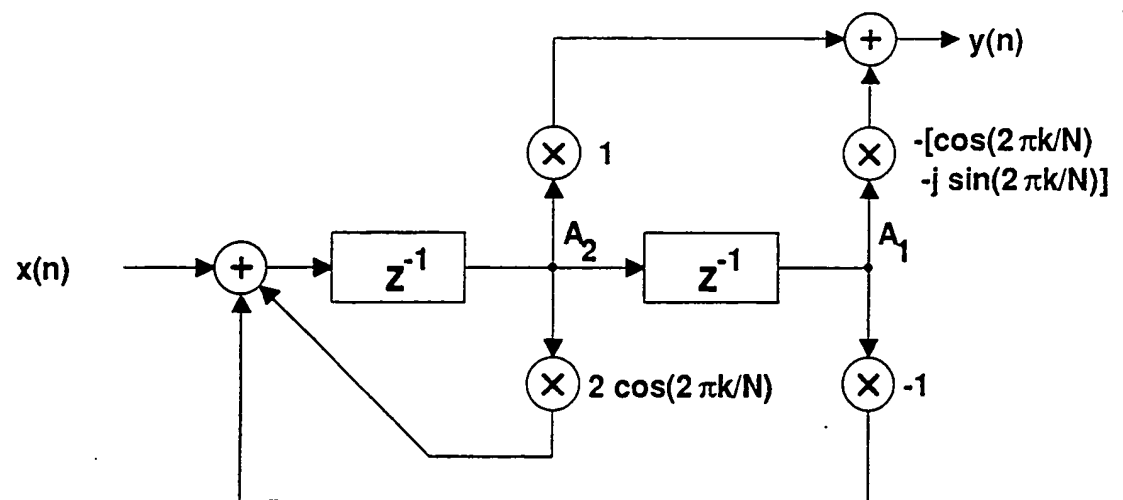 +
y(n)
×
1
×
-[cos(2πk/N)
-j sin(2πk/N)]
A2
A1
x(n)
+
z^-1
z^-1
×
2 cos(2πk/N)
×
-1